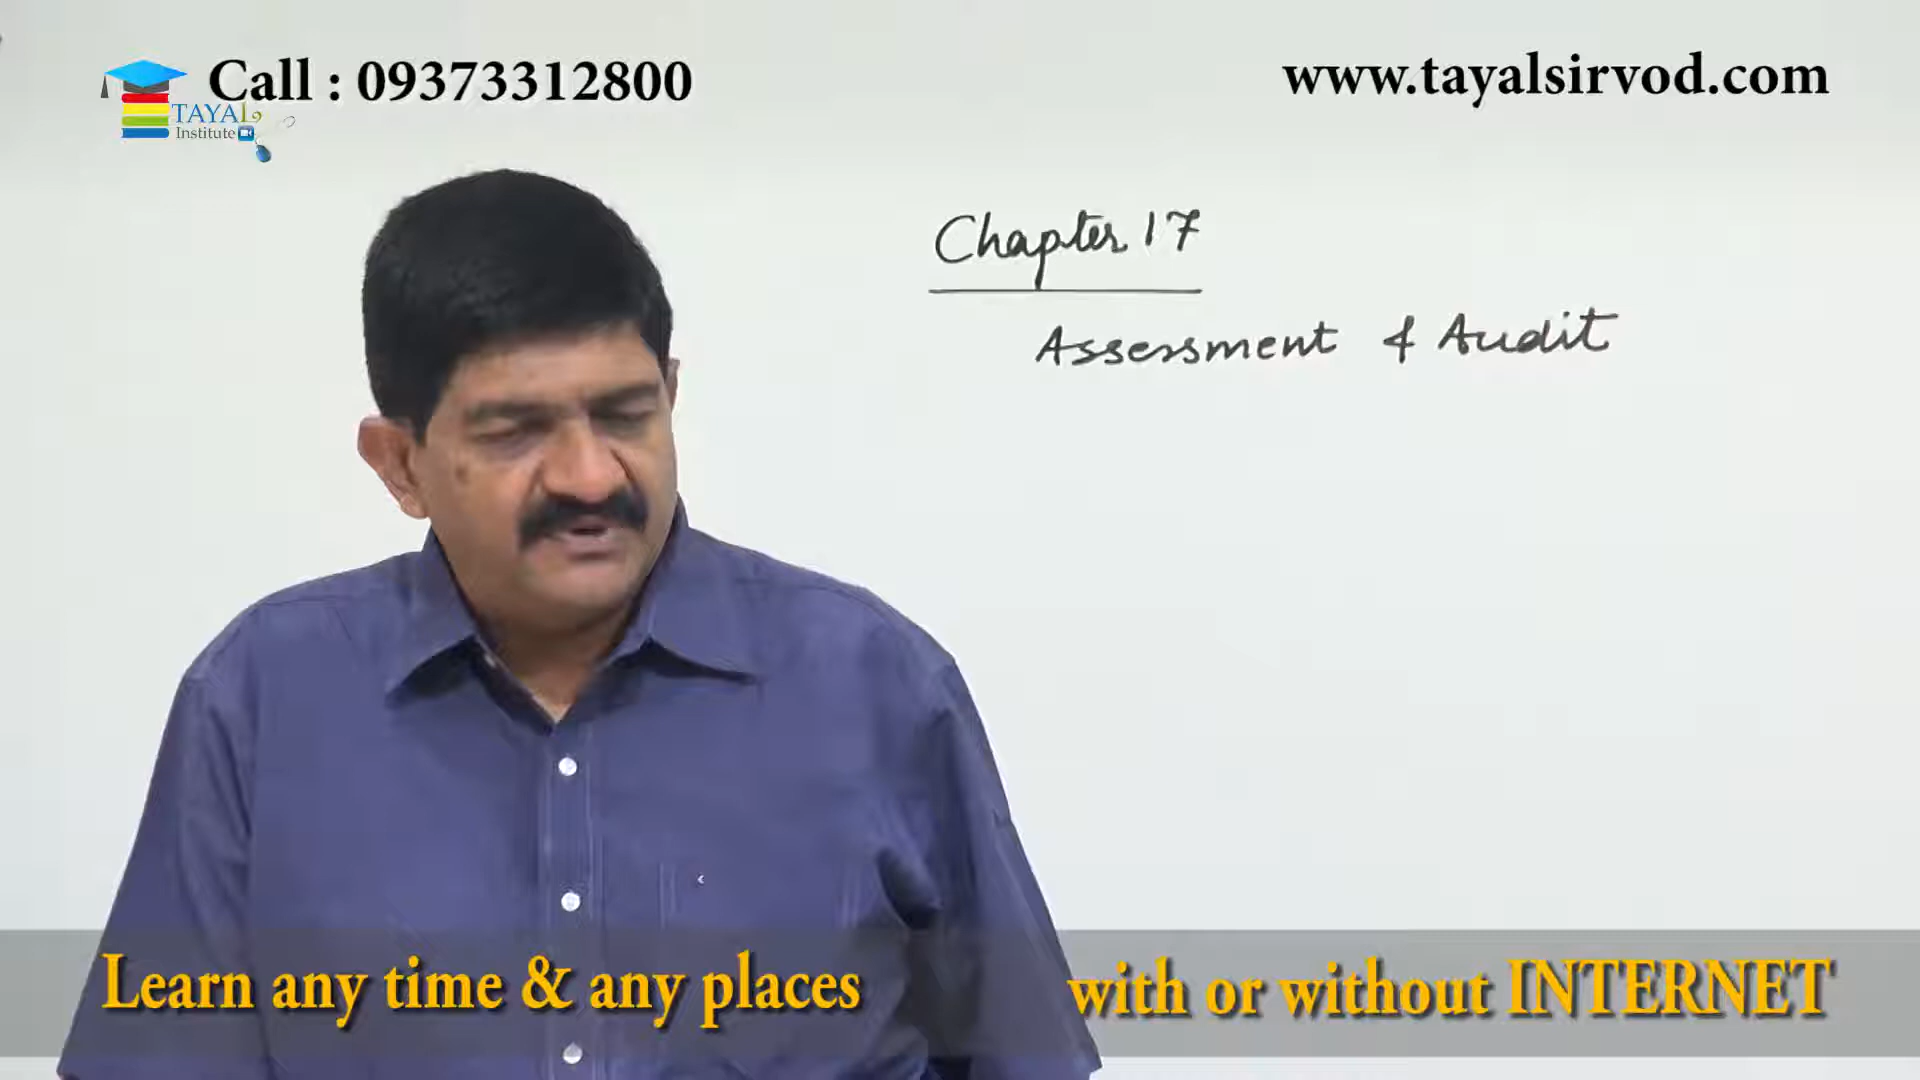 Call : 09373312800
www.tayalsirvod.com
TAYAL
Institute
Chapter 17
Assessment & Audit
Learn any time & any places
with or without INTERNET